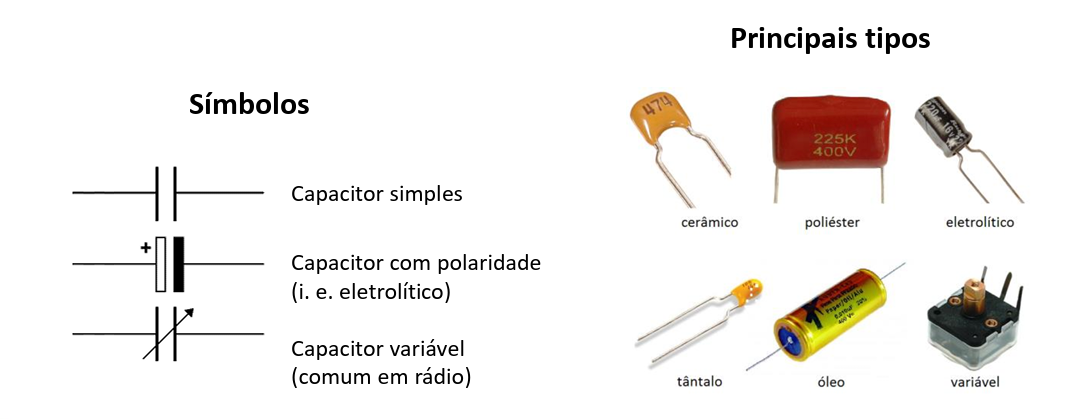 Símbolos
+
Capacitor simples
Capacitor com polaridade
(i. e. eletrolítico)
Capacitor variável
(comum em rádio)
Principais tipos
474
cerâmico
225K
400V
poliéster
eletrolítico
tântalo
óleo
variável